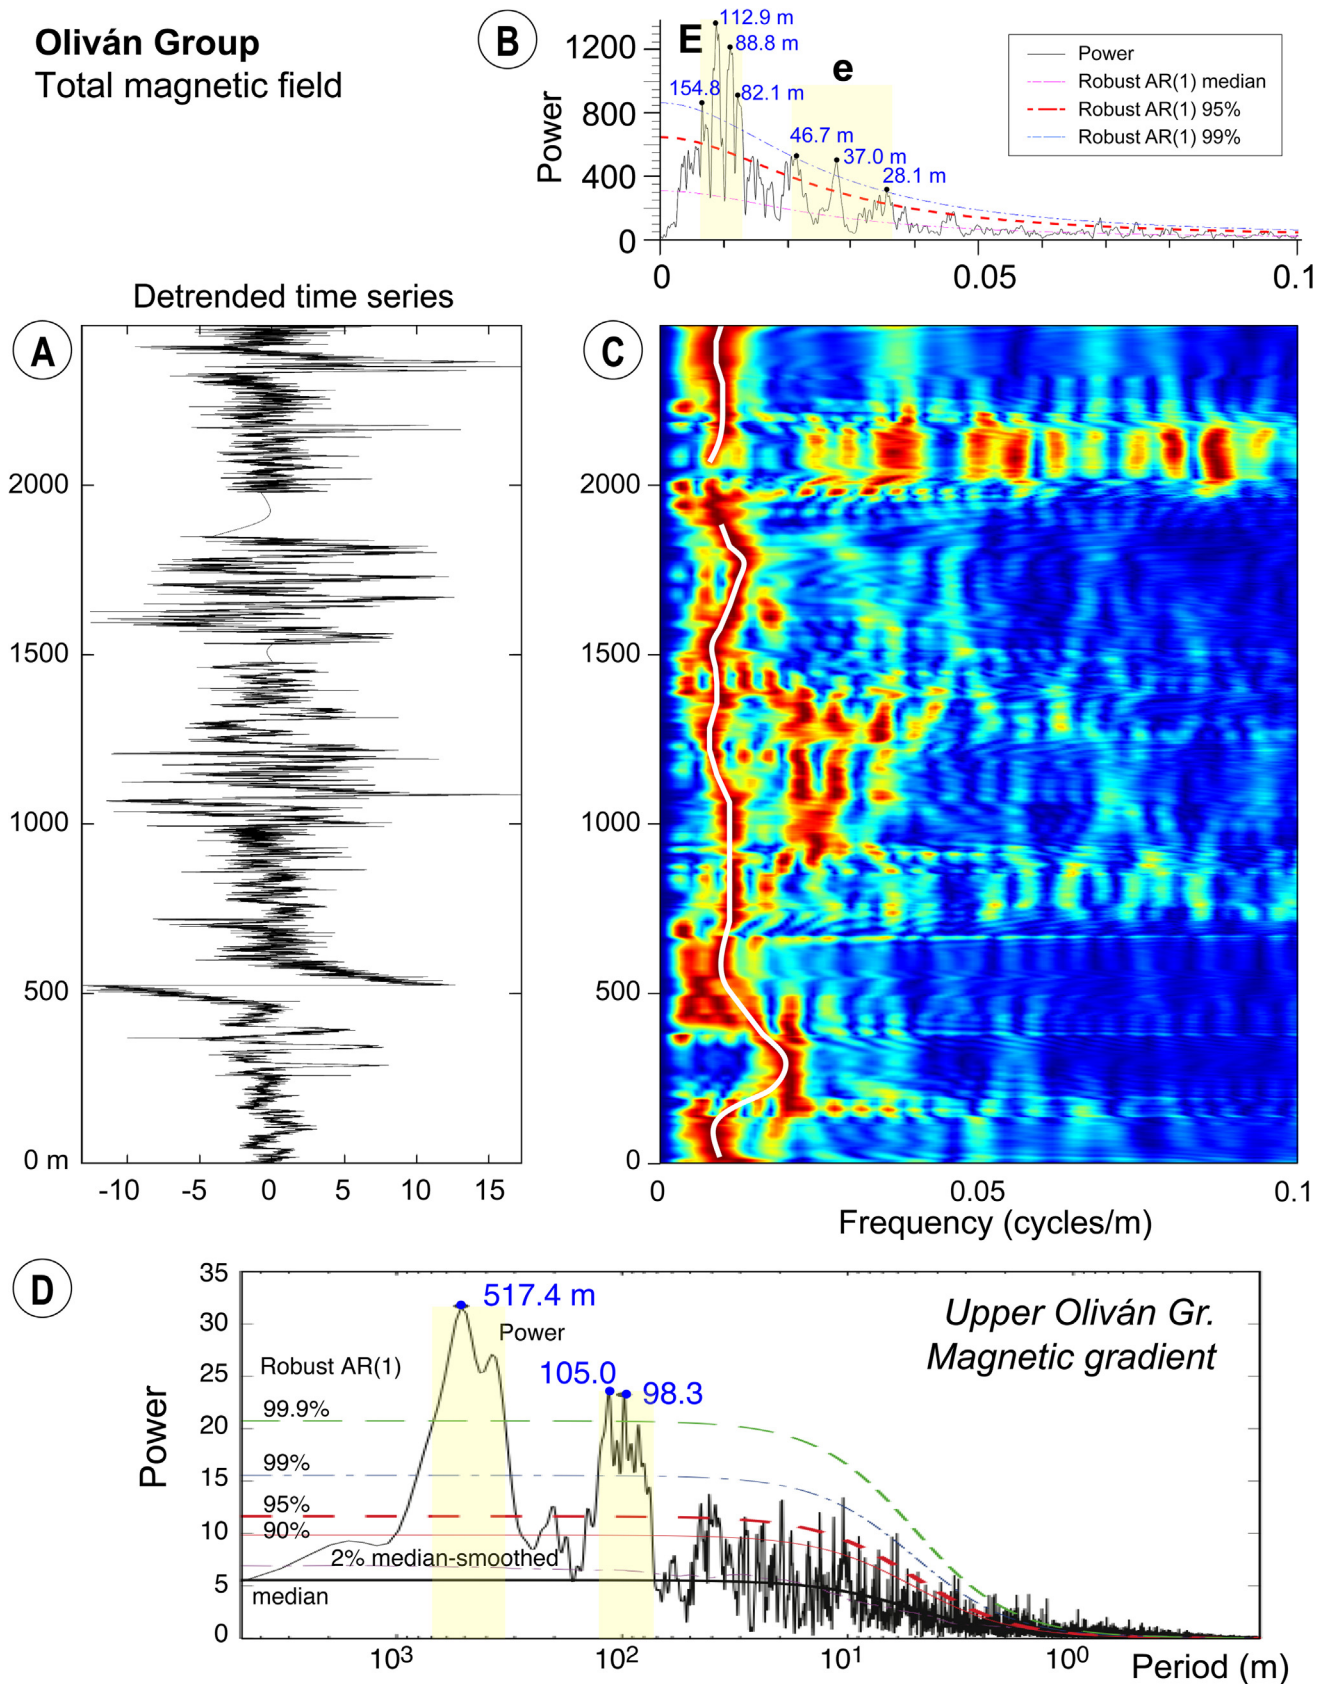 Oliván Group
Total magnetic field
B
E
e
112.9 m
88.8 m
154.8
82.1 m
46.7 m
37.0 m
28.1 m
Power
1200
800
400
0
0
0.05
0.1
Power
Robust AR(1) median
Robust AR(1) 95%
Robust AR(1) 99%
Detrended time series
A
2000
1500
1000
500
0 m
-10
-5
0
5
10
15
C
2000
1500
1000
500
0
0
0.05
0.1
Frequency (cycles/m)
D
35
30
25
20
15
10
5
0
Power
517.4 m
Power
105.0
98.3
Upper Oliván Gr.
Magnetic gradient
Robust AR(1)
99.9%
99%
95%
90%
2% median-smoothed
median
10³
10²
10¹
10⁰
Period (m)